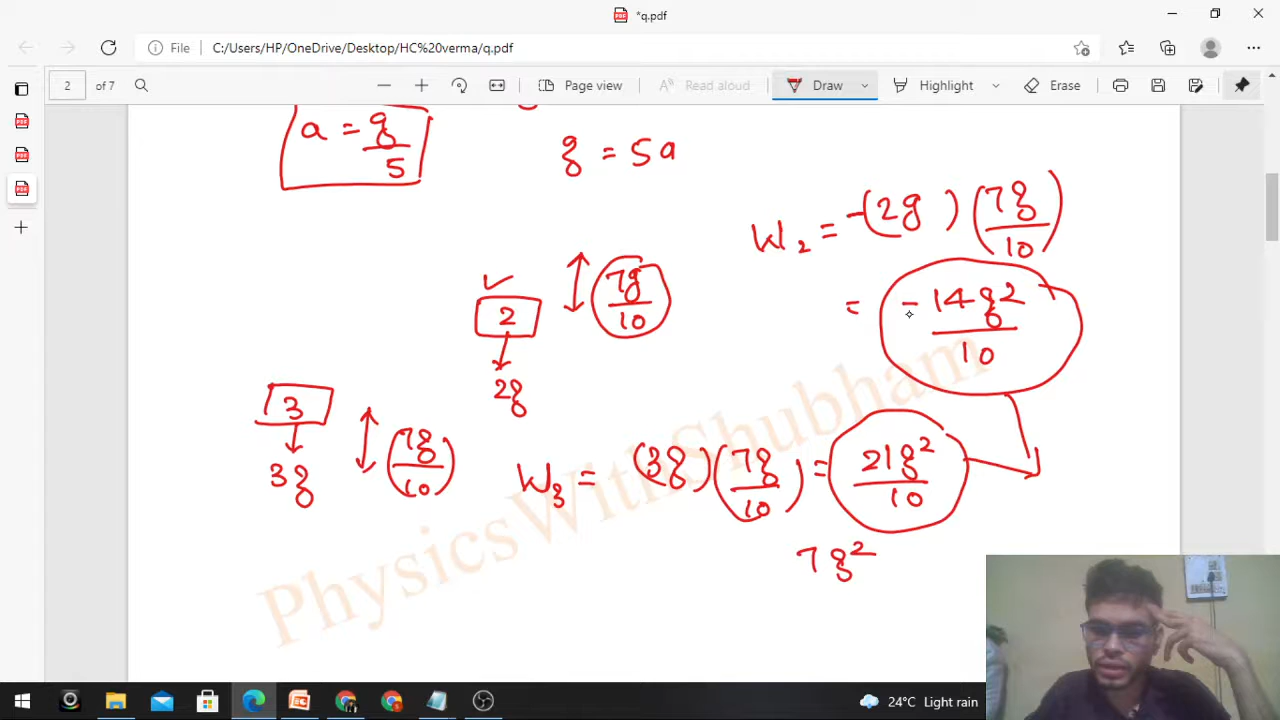 *q.pdf
File C:/Users/HP/OneDrive/Desktop/HC%20verma/q.pdf
2 of 7 Page view Read aloud Draw Highlight Erase
a = g/5
g = 5a
W2 = -(2g) (7g/10)
= -14g²/10
2 7g/10
2g
3 (7g/10)
3g
W3 = (3g) (7g/10) = 21g²/10
7g²
PhysicsWithShubham
24°C Light rain